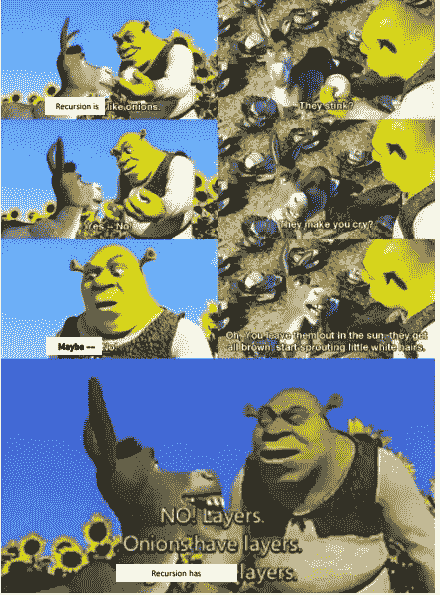 Recursion is like onions.
They stink?
Yes -- No!
They make you cry?
Maybe -- No!
Oh, You leave them out in the sun, they get
all brown, start sprouting little white hairs.
NO! Layers.
Onions have layers.
Recursion has layers.